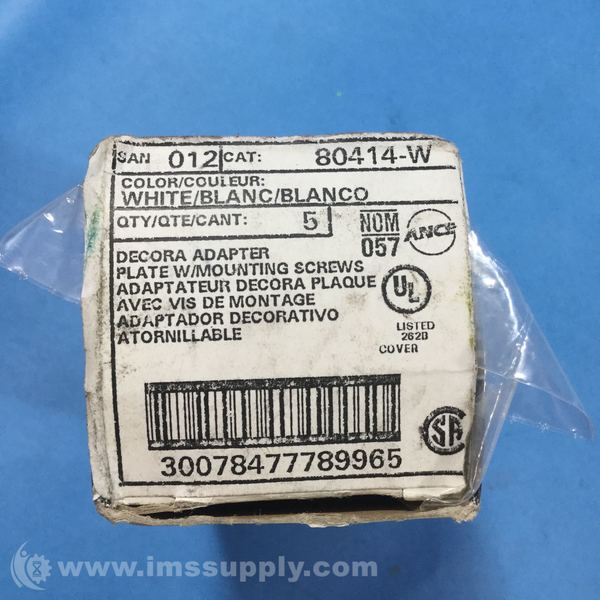 SAN 012 CAT: 80414-W
COLOR/COULEUR:
WHITE/BLANC/BLANCO
QTY/QTE/CANT: 5
NOM
057 ANCE
DECORA ADAPTER
PLATE W/MOUNTING SCREWS
ADAPTATEUR DECORA PLAQUE
AVEC VIS DE MONTAGE
ADAPTADOR DECORATIVO
ATORNILLABLE
UL
LISTED
262D
COVER
SA
30078477789965
www.imssupply.com